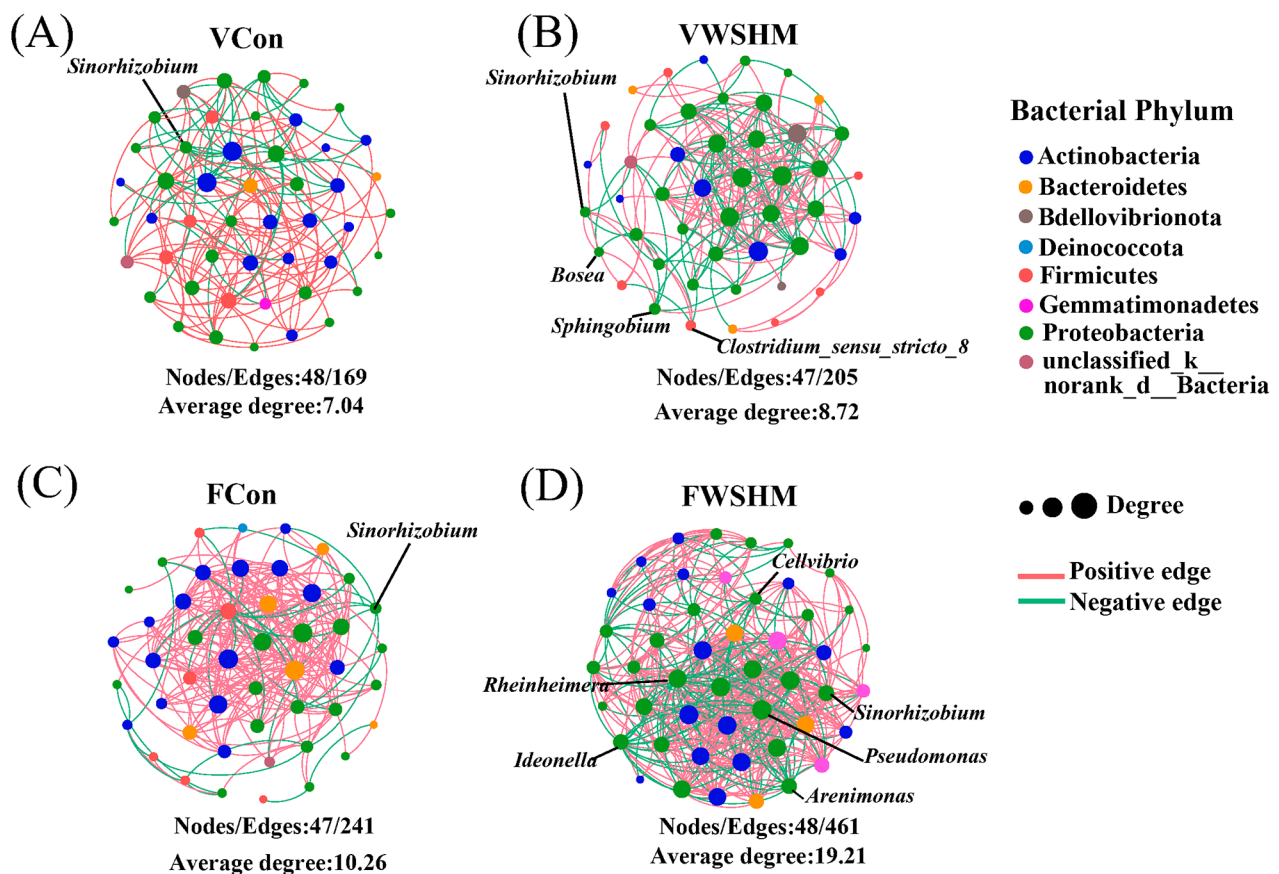 (A)
VCon
Sinorhizobium
Nodes/Edges:48/169
Average degree:7.04
(B)
VWSHM
Sinorhizobium
Bosea
Sphingobium
Clostridium_sensu_stricto_8
Nodes/Edges:47/205
Average degree:8.72
Bacterial Phylum
Actinobacteria
Bacteroidetes
Bdellovibrionota
Deinococcota
Firmicutes
Gemmatimonadetes
Proteobacteria
unclassified_k__
norank_d__Bacteria
(C)
FCon
Sinorhizobium
Nodes/Edges:47/241
Average degree:10.26
(D)
FWSHM
Cellvibrio
Rheinheimera
Sinorhizobium
Pseudomonas
Ideonella
Arenimonas
Nodes/Edges:48/461
Average degree:19.21
Degree
Positive edge
Negative edge